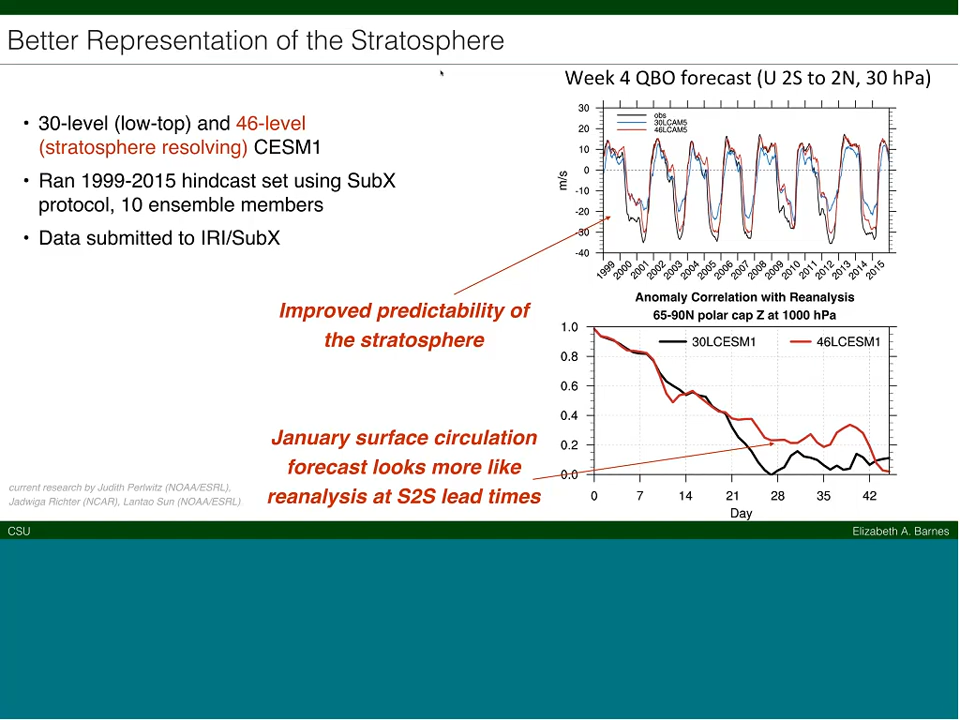 Better Representation of the Stratosphere
• 30-level (low-top) and 46-level
(stratosphere resolving) CESM1
• Ran 1999-2015 hindcast set using SubX
protocol, 10 ensemble members
• Data submitted to IRI/SubX
Week 4 QBO forecast (U 2S to 2N, 30 hPa)
obs
30LCAM5
46LCAM5
m/s
30
20
10
0
-10
-20
-30
-40
1999 2000 2001 2002 2003 2004 2005 2006 2007 2008 2009 2010 2011 2012 2013 2014 2015
Improved predictability of
the stratosphere
Anomaly Correlation with Reanalysis
65-90N polar cap Z at 1000 hPa
30LCESM1 46LCESM1
1.0
0.8
0.6
0.4
0.2
0.0
0 7 14 21 28 35 42
Day
January surface circulation
forecast looks more like
reanalysis at S2S lead times
current research by Judith Perlwitz (NOAA/ESRL),
Jadwiga Richter (NCAR), Lantao Sun (NOAA/ESRL)
CSU
Elizabeth A. Barnes